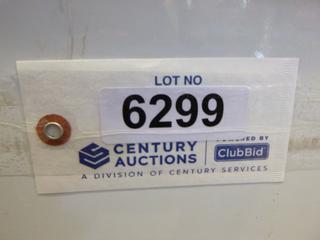 LOT NO
6299
CENTURY AUCTIONS
POWERED BY
ClubBid
A DIVISION OF CENTURY SERVICES